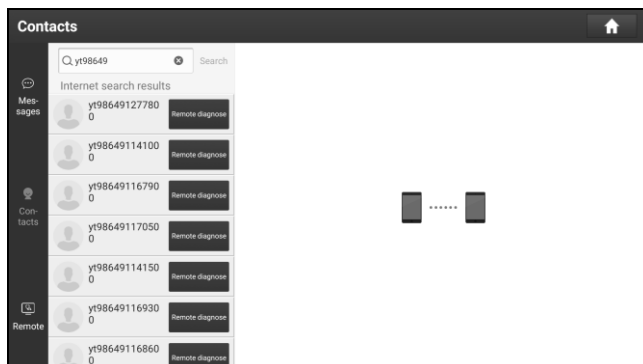 Contacts
yt98649
Search
Internet search results
Mes-
sages
Con-
tacts
Remote
yt98649127780
0
Remote diagnose
yt98649114100
0
Remote diagnose
yt98649116790
0
Remote diagnose
yt98649117050
0
Remote diagnose
yt98649114150
0
Remote diagnose
yt98649116930
0
Remote diagnose
yt98649116860
0
Remote diagnose